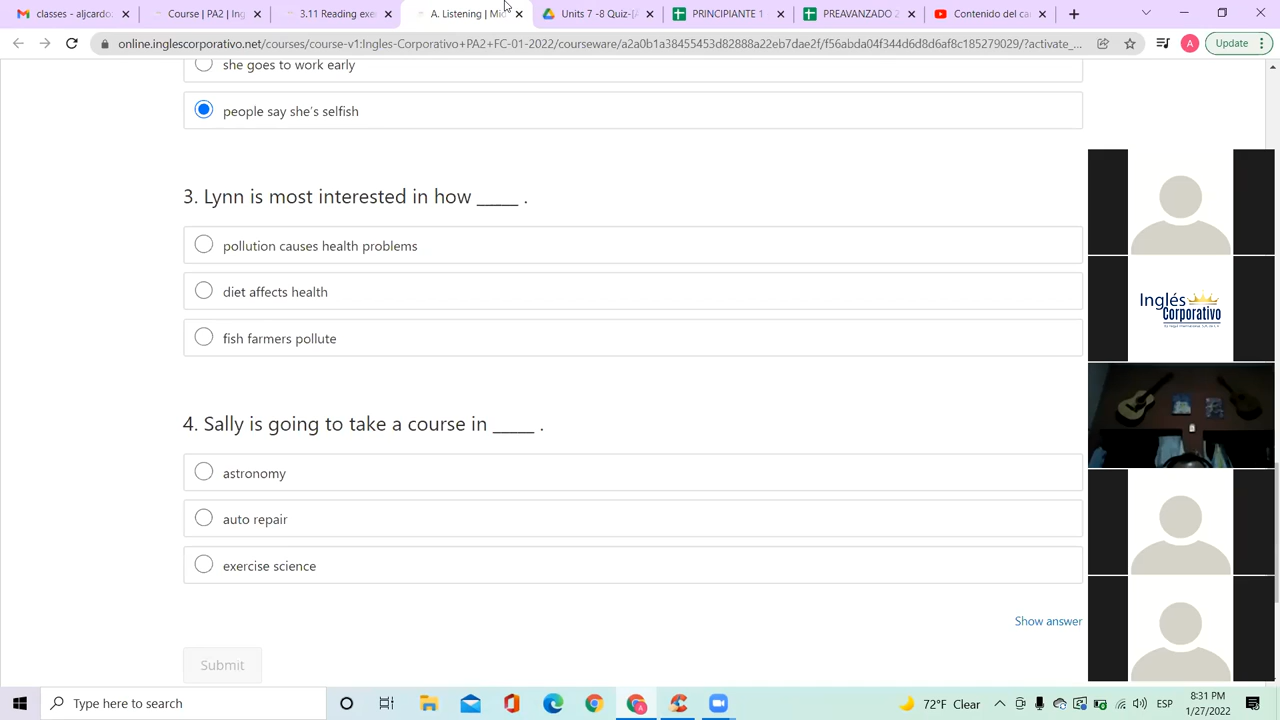 classes - aljcardo
Course | PA2 | In
3.11 Reading exe
A. Listening | Mid
Units 7 -8 Quiz-[A
PRINCIPIANTE 1
PREAVANZADO 2
Contenido del ca
online.inglescorporativo.net/courses/course-v1:Ingles-Corporativo+PA2+C-01-2022/courseware/a2a0b1a38455453d82888a22eb7dae2f/f56abda04f344d6d8d6af8c185279029/?activate_...
A
Update
she goes to work early
people say she's selfish
3. Lynn is most interested in how _____ .
pollution causes health problems
diet affects health
fish farmers pollute
4. Sally is going to take a course in _____ .
astronomy
auto repair
exercise science
Show answer
Submit
Inglés
Corporativo
Type here to search
72°F Clear
ESP
8:31 PM
1/27/2022